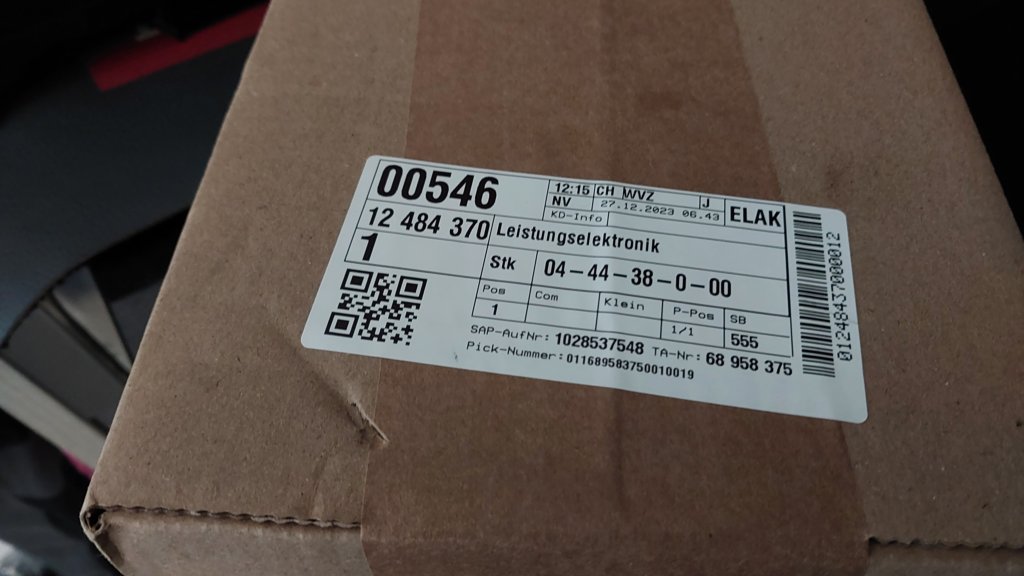 00546
12:15 CH WVZ J ELAK
NV 27.12.2023 06.43
KD-Info
12 484 370 Leistungselektronik
1 Stk 04-44-38-0-00
Pos Com Klein P-Pos SB
1 1/1 555
SAP-AufNr: 1028537548 TA-Nr: 68 958 375
Pick-Nummer: 011689583750010019
012484370000012